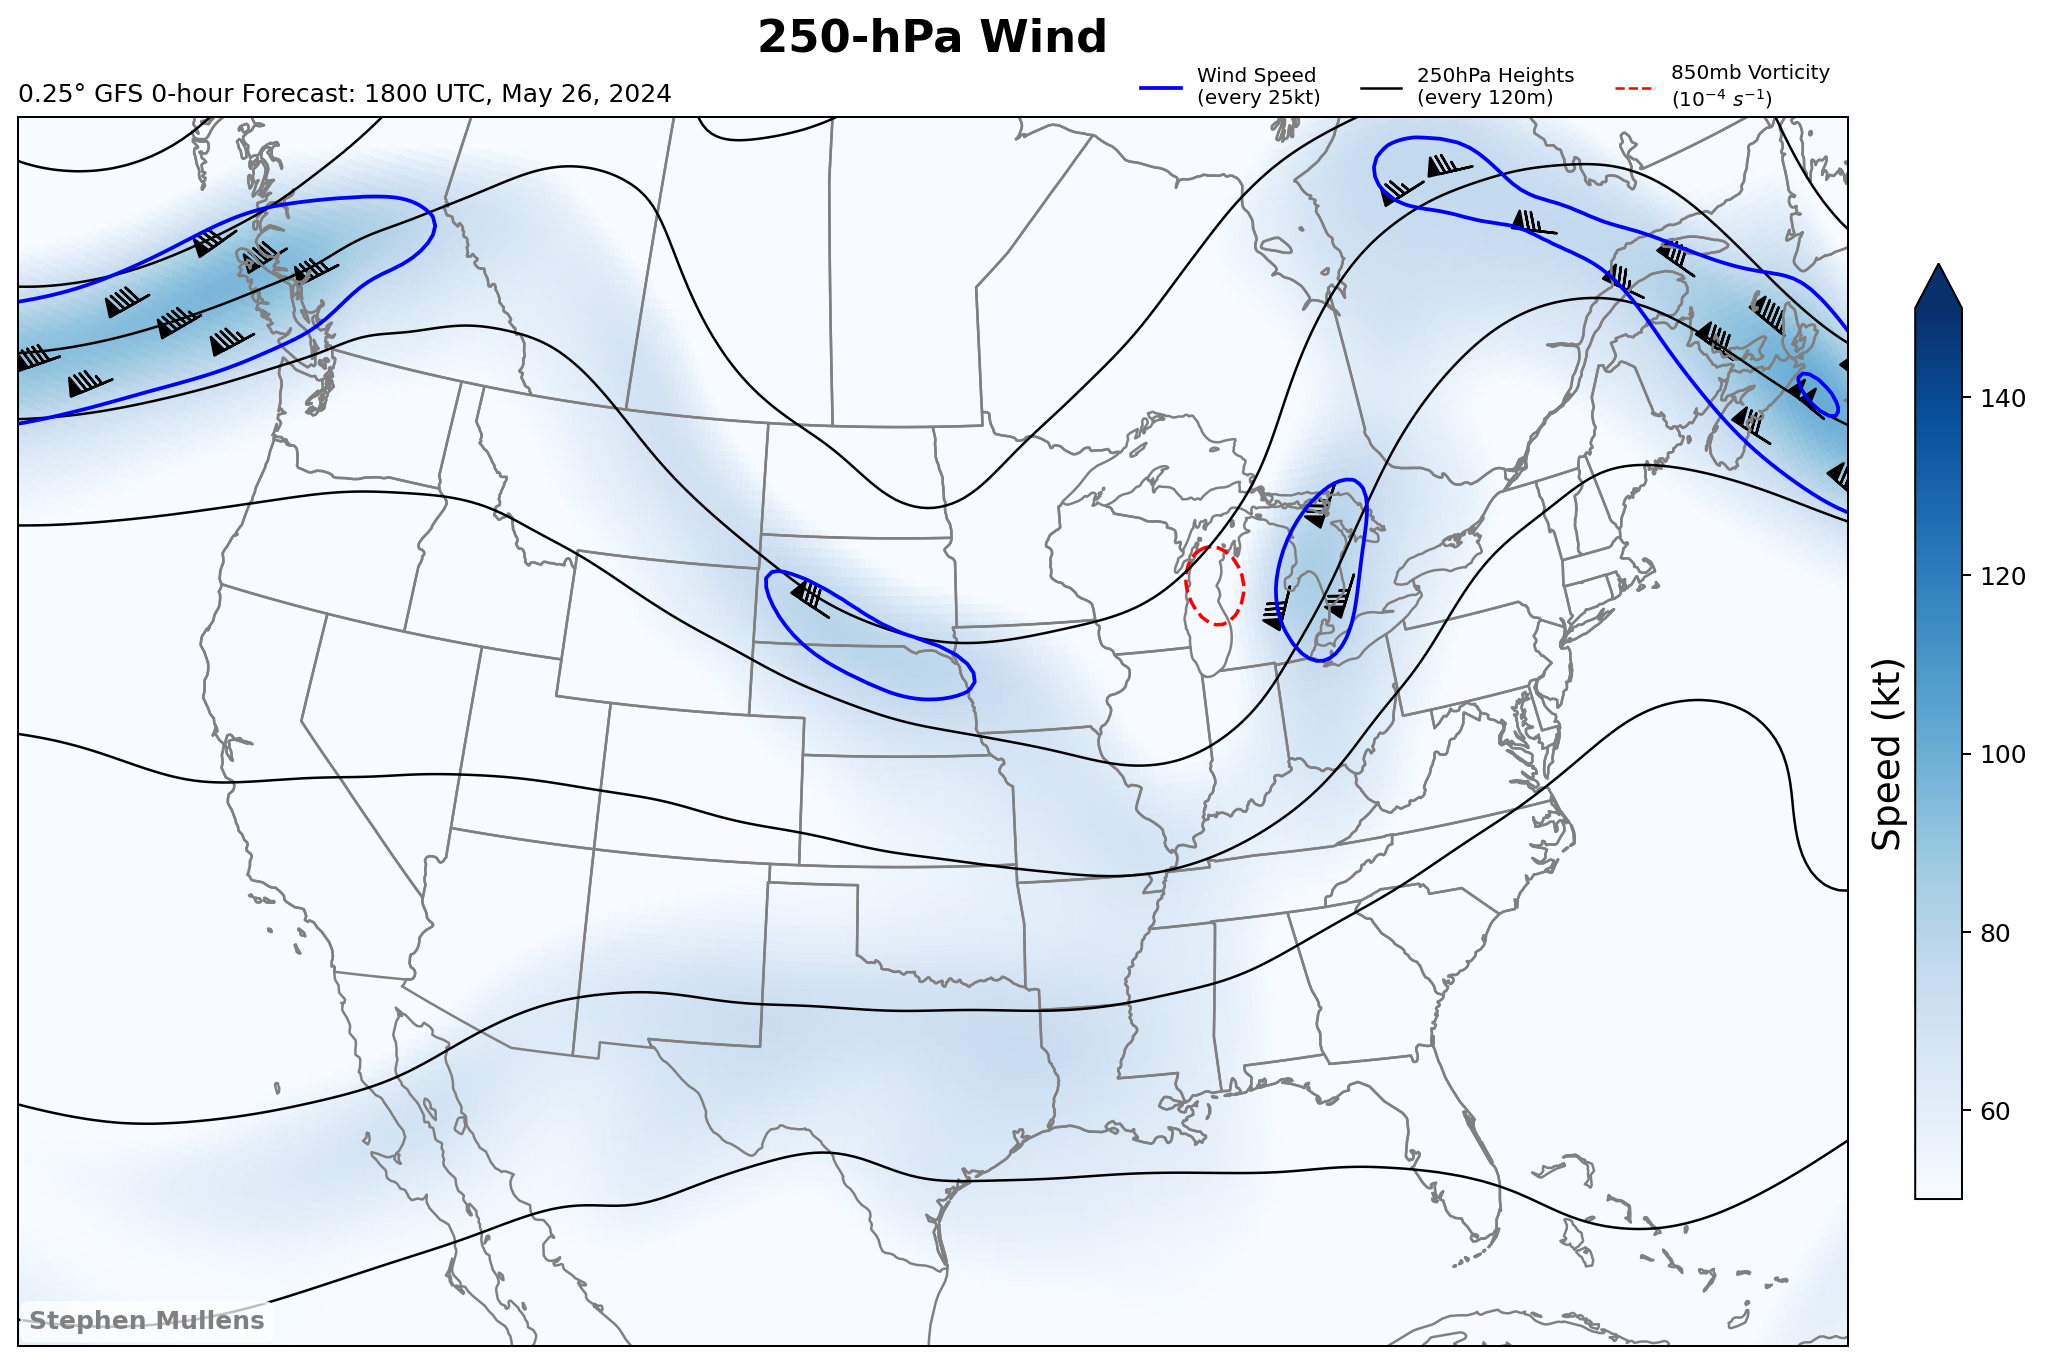 250-hPa Wind
0.25° GFS 0-hour Forecast: 1800 UTC, May 26, 2024
Wind Speed
(every 25kt)
250hPa Heights
(every 120m)
850mb Vorticity
(10⁻⁴ s⁻¹)
140
120
100
80
60
Speed (kt)
Stephen Mullens